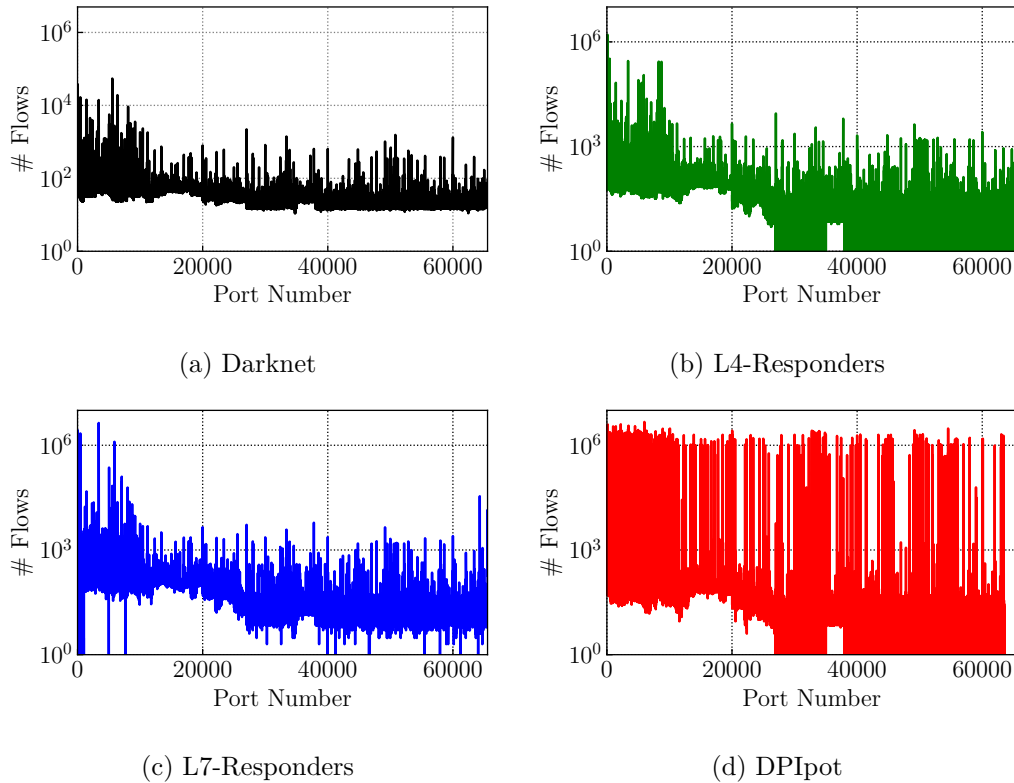 10^6
10^4
10^2
10^0
# Flows
0 20000 40000 60000
Port Number
(a) Darknet
10^6
10^3
10^0
# Flows
0 20000 40000 60000
Port Number
(b) L4-Responders
10^6
10^3
10^0
# Flows
0 20000 40000 60000
Port Number
(c) L7-Responders
10^6
10^3
10^0
# Flows
0 20000 40000 60000
Port Number
(d) DPIpot